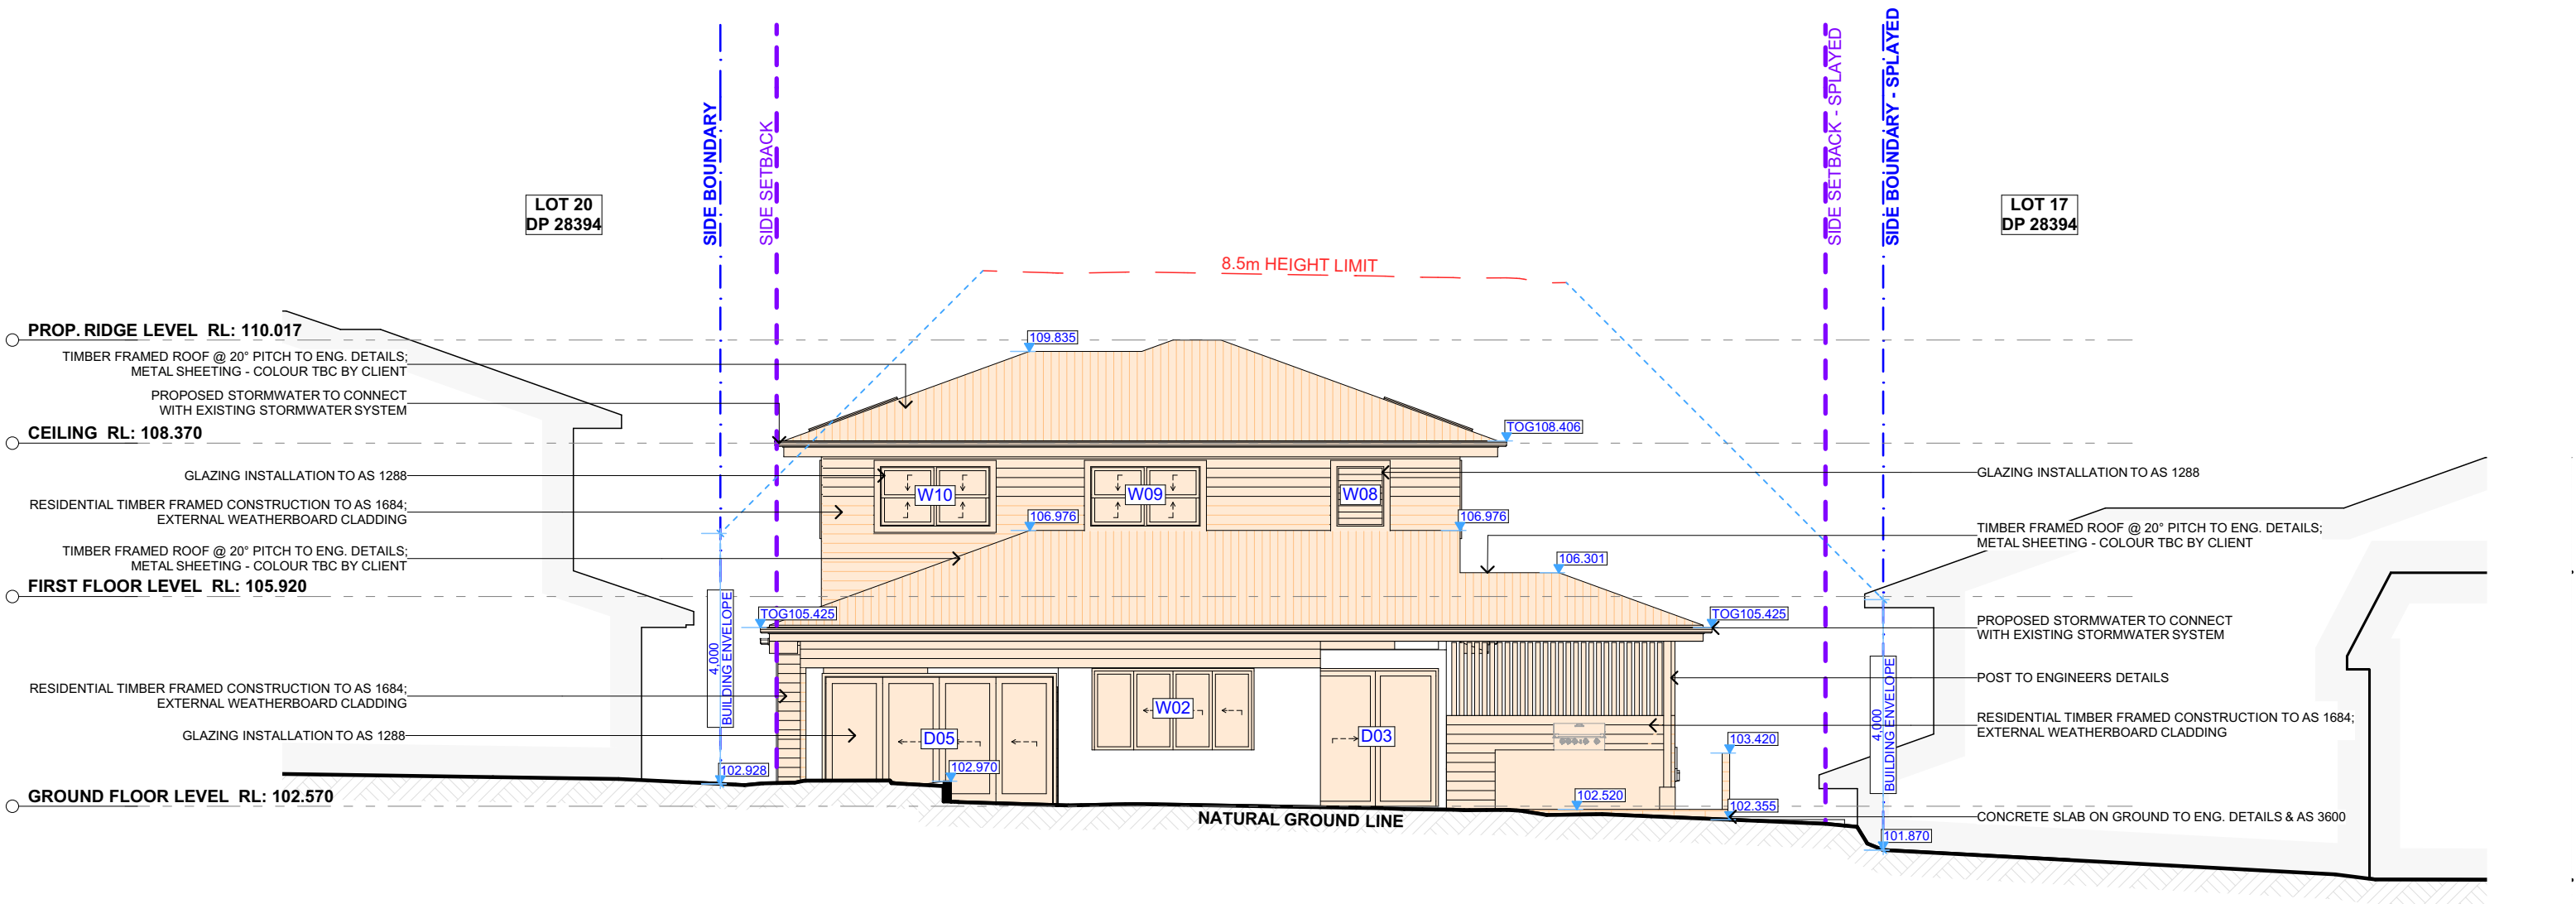 SIDE BOUNDARY
SIDE SETBACK
SIDE SETBACK - SPLAYED
SIDE BOUNDARY - SPLAYED
LOT 20
DP 28394
LOT 17
DP 28394
8.5m HEIGHT LIMIT
PROP. RIDGE LEVEL RL: 110.017
109.835
TIMBER FRAMED ROOF @ 20° PITCH TO ENG. DETAILS;
METAL SHEETING - COLOUR TBC BY CLIENT
PROPOSED STORMWATER TO CONNECT
WITH EXISTING STORMWATER SYSTEM
CEILING RL: 108.370
TOG108.406
GLAZING INSTALLATION TO AS 1288
GLAZING INSTALLATION TO AS 1288
W10
W09
W08
RESIDENTIAL TIMBER FRAMED CONSTRUCTION TO AS 1684;
EXTERNAL WEATHERBOARD CLADDING
106.976
106.976
TIMBER FRAMED ROOF @ 20° PITCH TO ENG. DETAILS;
METAL SHEETING - COLOUR TBC BY CLIENT
TIMBER FRAMED ROOF @ 20° PITCH TO ENG. DETAILS;
METAL SHEETING - COLOUR TBC BY CLIENT
106.301
FIRST FLOOR LEVEL RL: 105.920
TOG105.425
TOG105.425
PROPOSED STORMWATER TO CONNECT
WITH EXISTING STORMWATER SYSTEM
4,000
BUILDING ENVELOPE
4,000
BUILDING ENVELOPE
POST TO ENGINEERS DETAILS
RESIDENTIAL TIMBER FRAMED CONSTRUCTION TO AS 1684;
EXTERNAL WEATHERBOARD CLADDING
W02
RESIDENTIAL TIMBER FRAMED CONSTRUCTION TO AS 1684;
EXTERNAL WEATHERBOARD CLADDING
GLAZING INSTALLATION TO AS 1288
D05
D03
103.420
102.928
102.970
GROUND FLOOR LEVEL RL: 102.570
102.520
102.355
NATURAL GROUND LINE
CONCRETE SLAB ON GROUND TO ENG. DETAILS & AS 3600
101.870